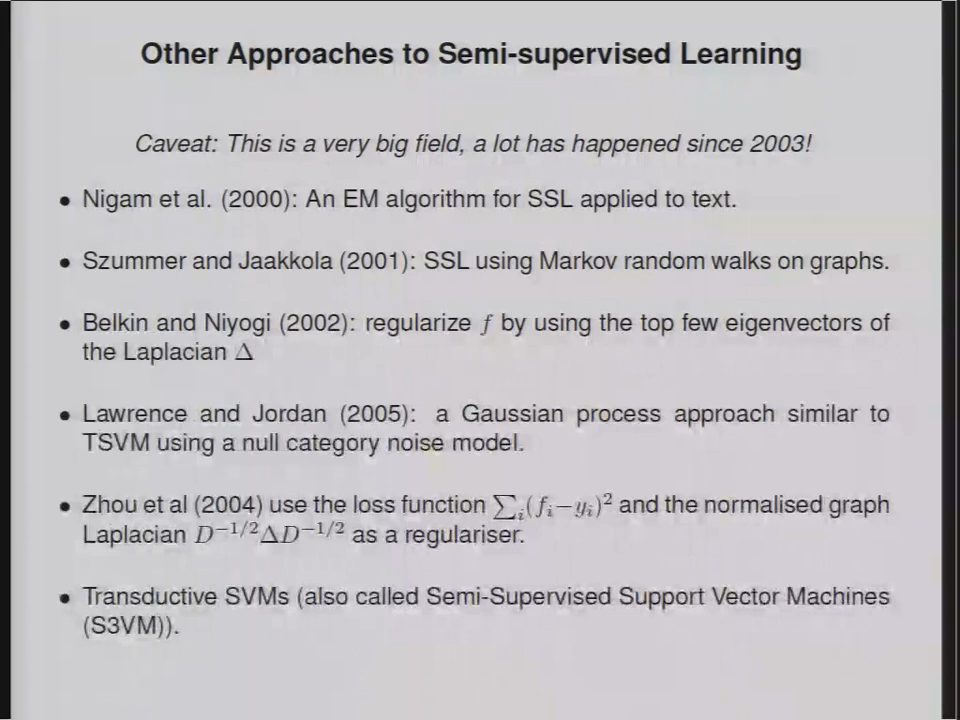 Other Approaches to Semi-supervised Learning
Caveat: This is a very big field, a lot has happened since 2003!
• Nigam et al. (2000): An EM algorithm for SSL applied to text.
• Szummer and Jaakkola (2001): SSL using Markov random walks on graphs.
• Belkin and Niyogi (2002): regularize f by using the top few eigenvectors of
the Laplacian Δ
• Lawrence and Jordan (2005): a Gaussian process approach similar to
TSVM using a null category noise model.
• Zhou et al (2004) use the loss function ∑ᵢ(fᵢ−yᵢ)² and the normalised graph
Laplacian D^{−1/2}ΔD^{−1/2} as a regulariser.
• Transductive SVMs (also called Semi-Supervised Support Vector Machines
(S3VM)).